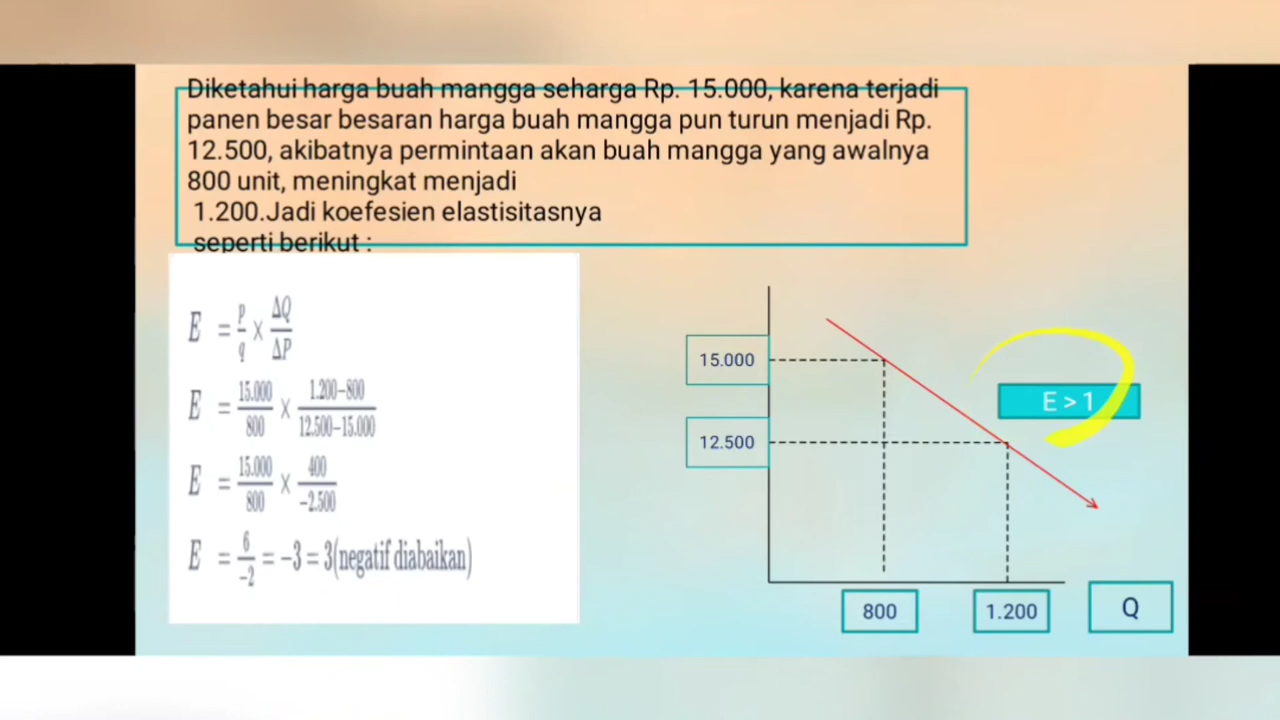 Diketahui harga buah mangga seharga Rp. 15.000, karena terjadi
panen besar besaran harga buah mangga pun turun menjadi Rp.
12.500, akibatnya permintaan akan buah mangga yang awalnya
800 unit, meningkat menjadi
1.200.Jadi koefesien elastisitasnya
seperti berikut :
E = p/q × ΔQ/ΔP
E = 15.000/800 × 1.200−800/12.500−15.000
E = 15.000/800 × 400/−2.500
E = 6/−2 = −3 = 3(negatif diabaikan)
15.000
12.500
E > 1
800
1.200
Q